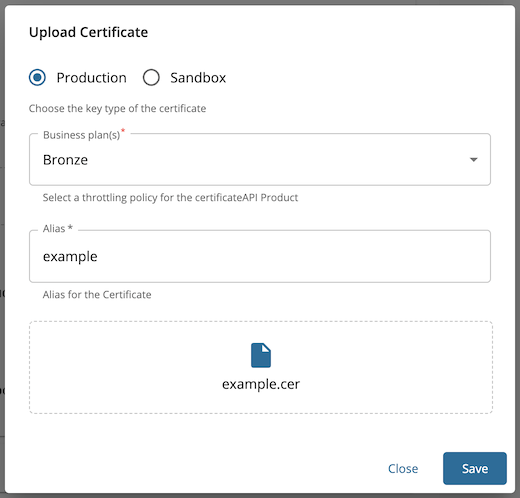 Upload Certificate
Production Sandbox
Choose the key type of the certificate
Business plan(s)*
Bronze
Select a throttling policy for the certificateAPI Product
Alias *
example
Alias for the Certificate
example.cer
Close Save